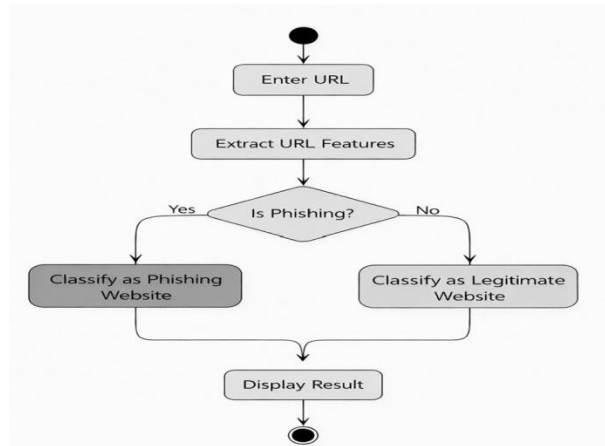 Enter URL
Extract URL Features
Is Phishing?
Yes
No
Classify as Phishing
Website
Classify as Legitimate
Website
Display Result